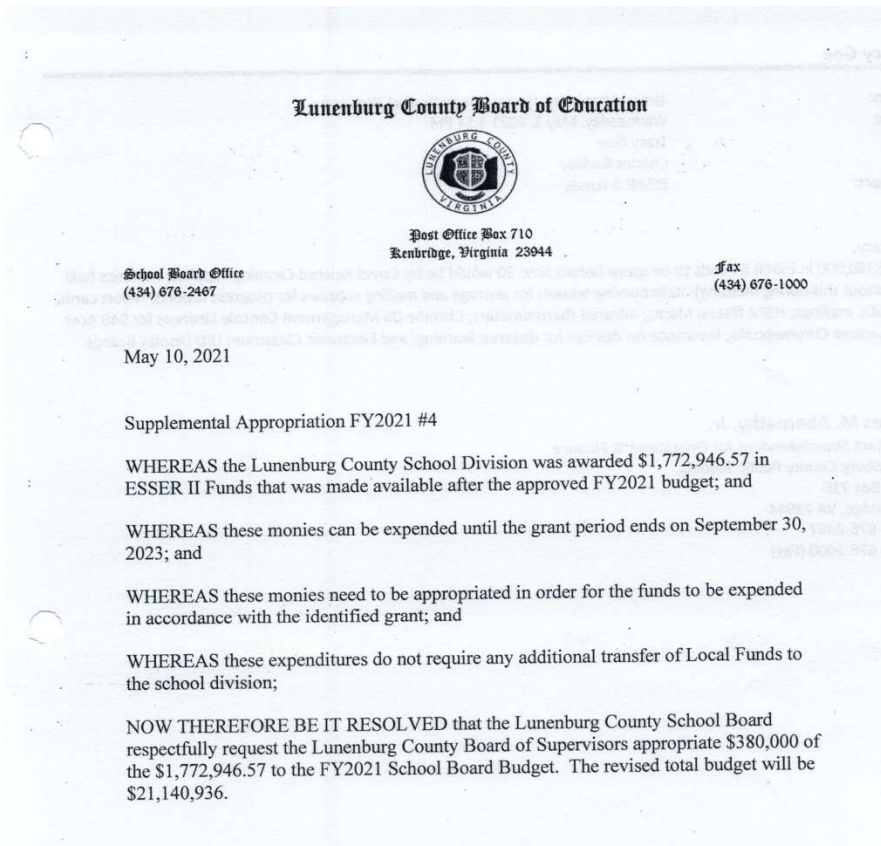 Lunenburg County Board of Education
LUNENBURG COUNTY
VIRGINIA
Post Office Box 710
Kenbridge, Virginia 23944
School Board Office
(434) 676-2467
Fax
(434) 676-1000
May 10, 2021
Supplemental Appropriation FY2021 #4
WHEREAS the Lunenburg County School Division was awarded $1,772,946.57 in
ESSER II Funds that was made available after the approved FY2021 budget; and
WHEREAS these monies can be expended until the grant period ends on September 30,
2023; and
WHEREAS these monies need to be appropriated in order for the funds to be expended
in accordance with the identified grant; and
WHEREAS these expenditures do not require any additional transfer of Local Funds to
the school division;
NOW THEREFORE BE IT RESOLVED that the Lunenburg County School Board
respectfully request the Lunenburg County Board of Supervisors appropriate $380,000 of
the $1,772,946.57 to the FY2021 School Board Budget.  The revised total budget will be
$21,140,936.